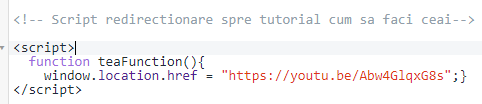 <!-- Script redirectionare spre tutorial cum sa faci ceai-->
<script>
function teaFunction(){
window.location.href = "https://youtu.be/Abw4GlqxG8s";}
</script>